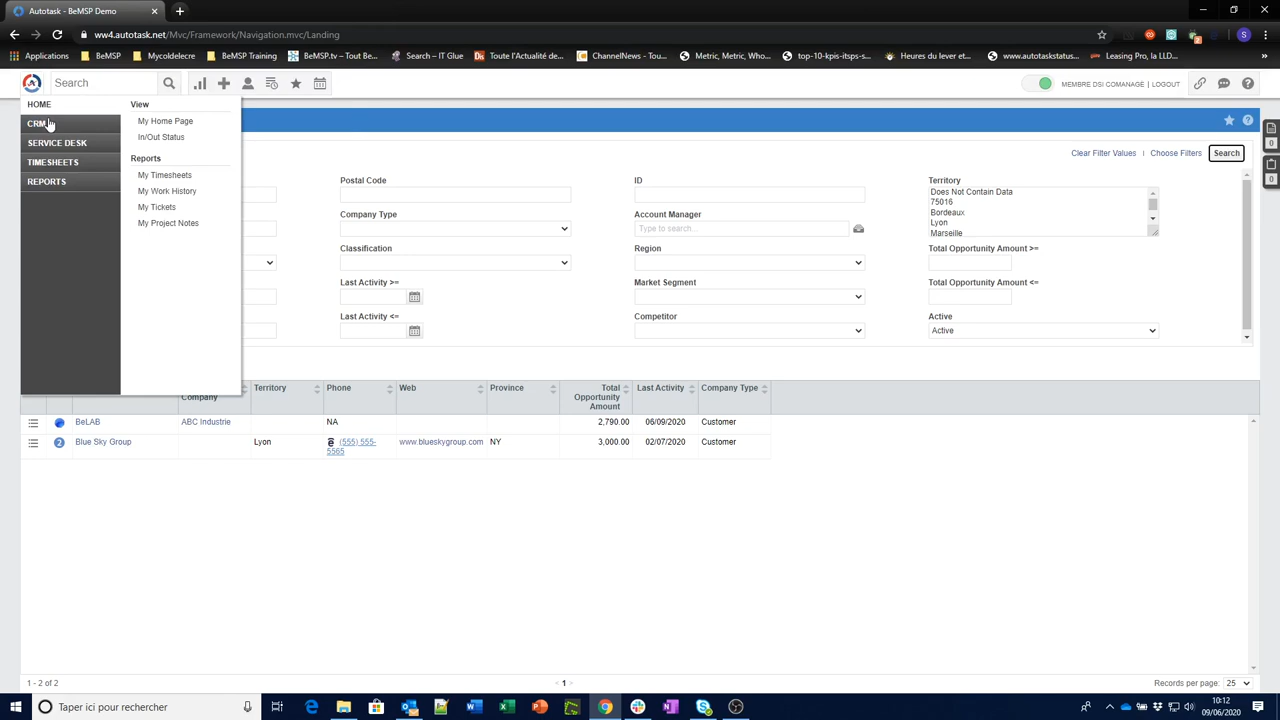 Autotask - BeMSP Demo
ww4.autotask.net/Mvc/Framework/Navigation.mvc/Landing
Applications BeMSP Mycoldelecre BeMSP Training BeMSP.tv - Tout Be... Search – IT Glue Toute l'Actualité de... ChannelNews Metric, Metric, Who... top-10-kpis-itsps-s... Heures du lever et d... www.autotaskstatus... Leasing Pro, la LLD...
Search MEMBRE DSI COMANAGÉ | LOGOUT
HOME
CRM
SERVICE DESK
TIMESHEETS
REPORTS
View
My Home Page
In/Out Status
Reports
My Timesheets
My Work History
My Tickets
My Project Notes
Clear Filter Values | Choose Filters Search
0
0
Postal Code ID Territory
Does Not Contain Data
75016
Bordeaux
Lyon
Marseille
Company Type Account Manager
Type to search...
Classification Region Total Opportunity Amount >=
Last Activity >= Market Segment Total Opportunity Amount <=
Last Activity <= Competitor Active
Active
Company Territory Phone Web Province Total Opportunity Amount Last Activity Company Type
BeLAB ABC Industrie NA 2,790.00 06/09/2020 Customer
2 Blue Sky Group Lyon (555) 555-5565 www.blueskygroup.com NY 3,000.00 02/07/2020 Customer
1 - 2 of 2 < 1 > Records per page: 25
Taper ici pour rechercher
10:12
09/06/2020